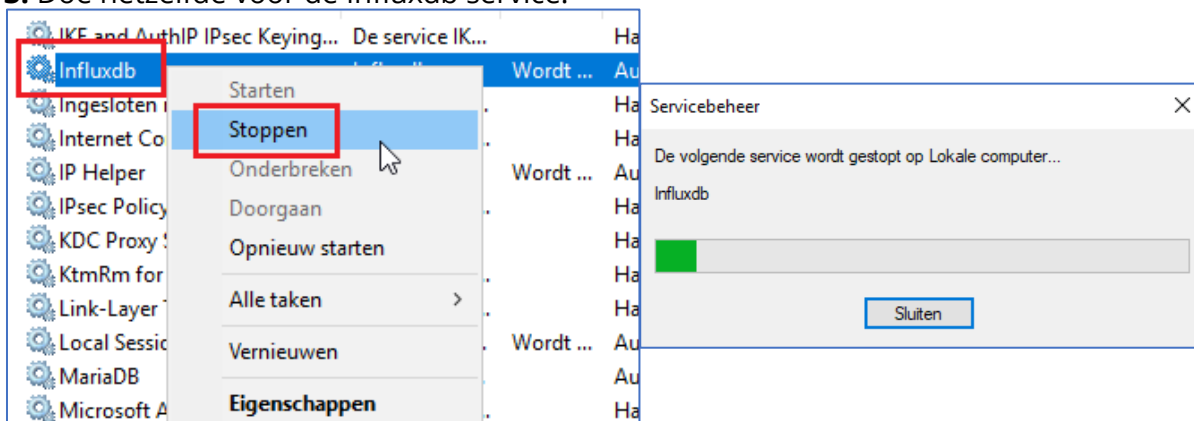 3. Doe hetzelfde voor de Influxdb service.
IKE and AuthIP IPsec Keying... De service IK... Ha
Influxdb Wordt ... Au
Ingesloten Ha
Internet Co Ha
IP Helper Wordt ... Au
IPsec Policy Ha
KDC Proxy Ha
KtmRm for Ha
Link-Layer Ha
Local Sessic Wordt ... Au
MariaDB Au
Microsoft A Ha
Starten
Stoppen
Onderbreken
Doorgaan
Opnieuw starten
Alle taken >
Vernieuwen
Eigenschappen
Servicebeheer
De volgende service wordt gestopt op Lokale computer...
Influxdb
Sluiten